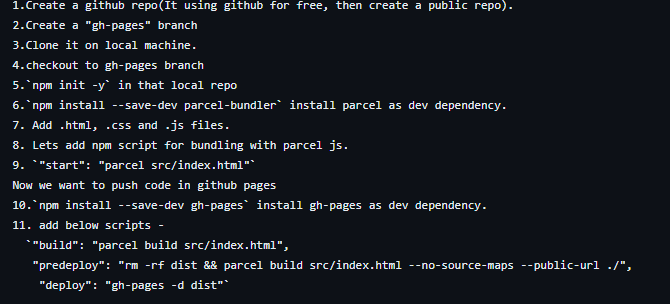 1.Create a github repo(It using github for free, then create a public repo).
2.Create a "gh-pages" branch
3.Clone it on local machine.
4.checkout to gh-pages branch
5.`npm init -y` in that local repo
6.`npm install --save-dev parcel-bundler` install parcel as dev dependency.
7. Add .html, .css and .js files.
8. Lets add npm script for bundling with parcel js.
9. `"start": "parcel src/index.html"`
Now we want to push code in github pages
10.`npm install --save-dev gh-pages` install gh-pages as dev dependency.
11. add below scripts -
`"build": "parcel build src/index.html",
"predeploy": "rm -rf dist && parcel build src/index.html --no-source-maps --public-url ./",
"deploy": "gh-pages -d dist"`